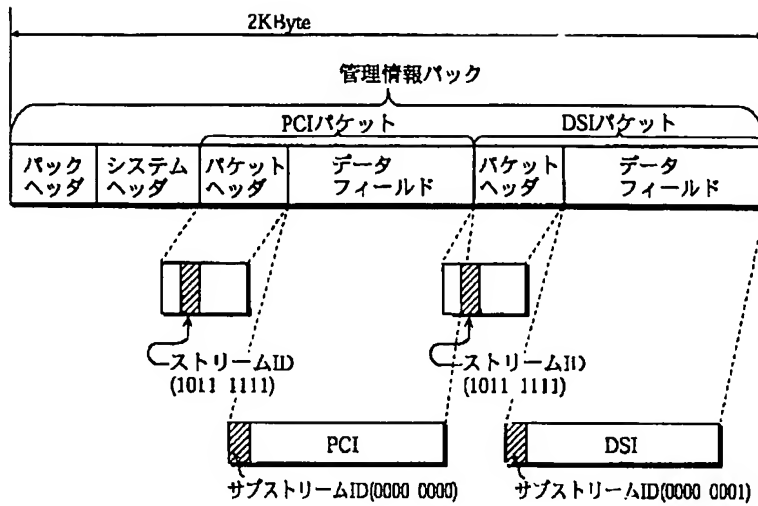 2KByte
管理情報パック
PCIパケット
DSIパケット
パック
ヘッダ
システム
ヘッダ
パケット
ヘッダ
データ
フィールド
パケット
ヘッダ
データ
フィールド
ストリームID
(1011 1111)
ストリームID
(1011 1111)
PCI
DSI
サブストリームID(0000 0000)
サブストリームID(0000 0001)